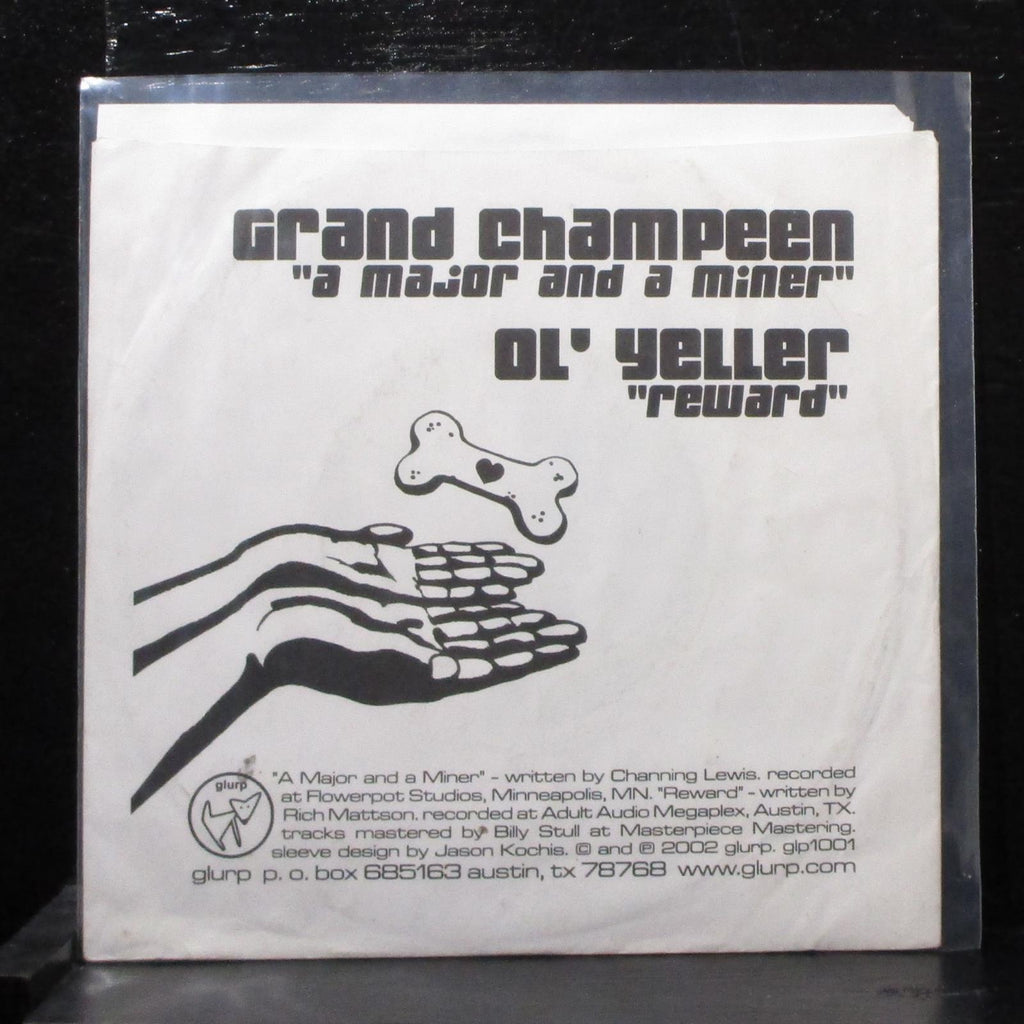 Grand Champeen
"a major and a miner"
OL' Yeller
"reward"
glurp
"A Major and a Miner" - written by Channing Lewis. recorded
at Flowerpot Studios, Minneapolis, MN. "Reward" - written by
Rich Mattson. recorded at Adult Audio Megaplex, Austin, TX.
tracks mastered by Billy Stull at Masterpiece Mastering.
sleeve design by Jason Kochis. © and ℗ 2002 glurp. glp1001
glurp p. o. box 685163 austin, tx 78768 www.glurp.com